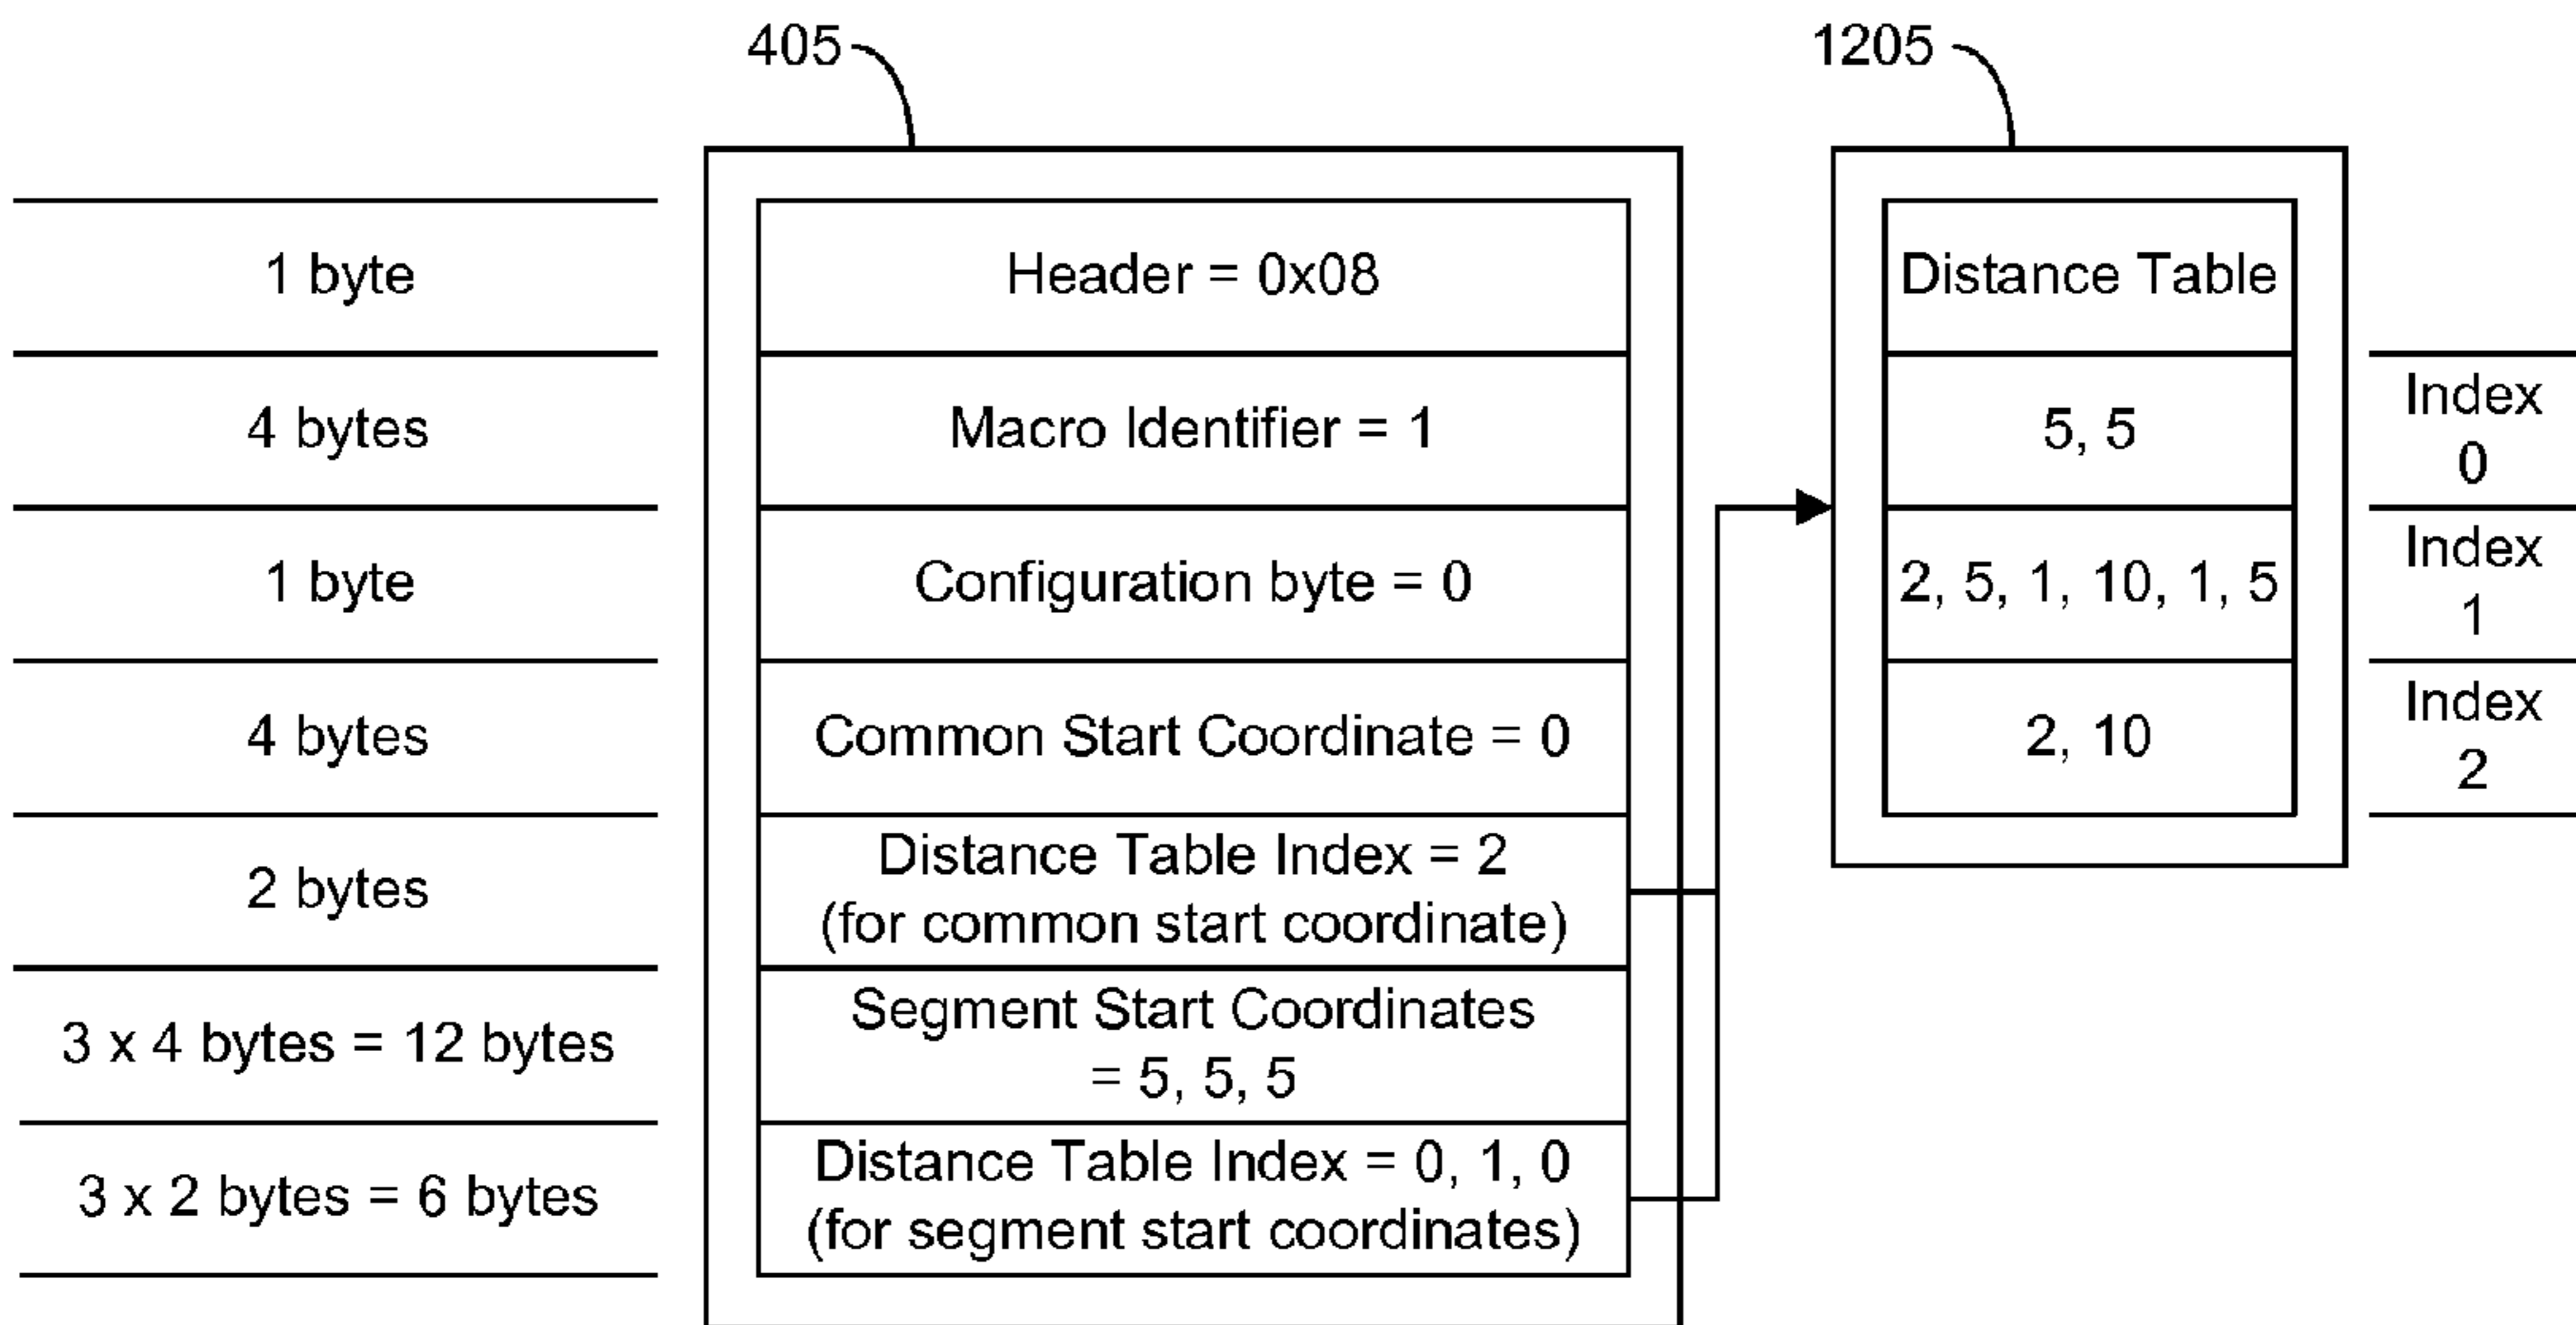 405
1205
1 byte
Header = 0x08
Distance Table
4 bytes
Macro Identifier = 1
5, 5
Index
0
1 byte
Configuration byte = 0
2, 5, 1, 10, 1, 5
Index
1
4 bytes
Common Start Coordinate = 0
2, 10
Index
2
2 bytes
Distance Table Index = 2
(for common start coordinate)
3 x 4 bytes = 12 bytes
Segment Start Coordinates
= 5, 5, 5
3 x 2 bytes = 6 bytes
Distance Table Index = 0, 1, 0
(for segment start coordinates)